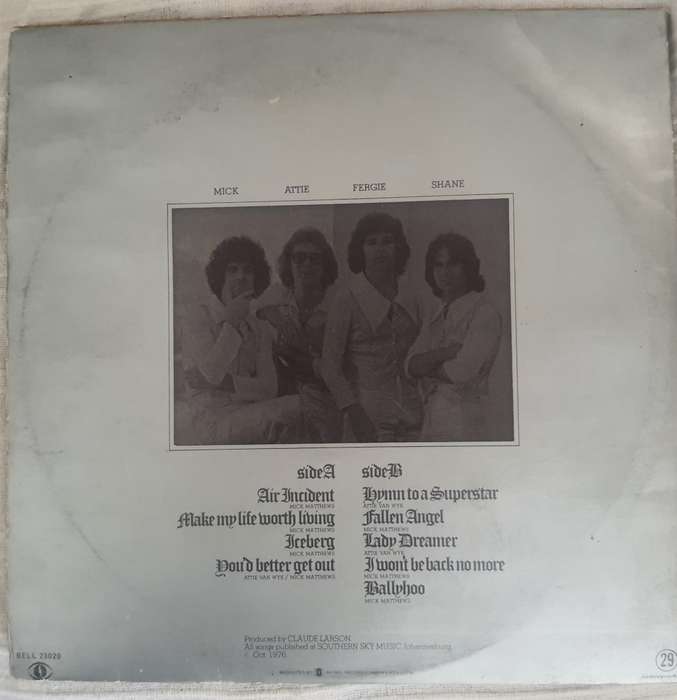 MICK ATTIE FERGIE SHANE
side A
Air Incident
MICK MATTHEWS
Make my life worth living
MICK MATTHEWS
Iceberg
MICK MATTHEWS
You'd better get out
ATTIE VAN WYK / MICK MATTHEWS
side B
Hymn to a Superstar
ATTIE VAN WYK
Fallen Angel
MICK MATTHEWS
Lady Dreamer
ATTIE VAN WYK
I won't be back no more
MICK MATTHEWS
Ballyhoo
MICK MATTHEWS
Produced by CLAUDE LARSON
All songs published at SOUTHERN SKY MUSIC, Johannesburg
Oct. 1976
BELL 23020
29